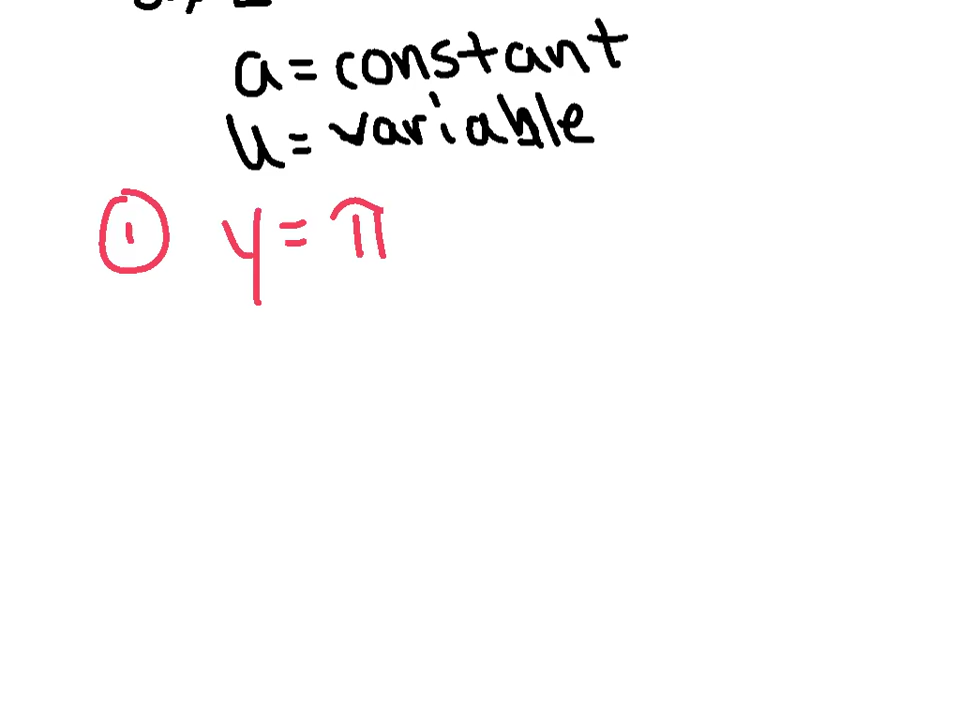 a = constant
u = variable
① y = π